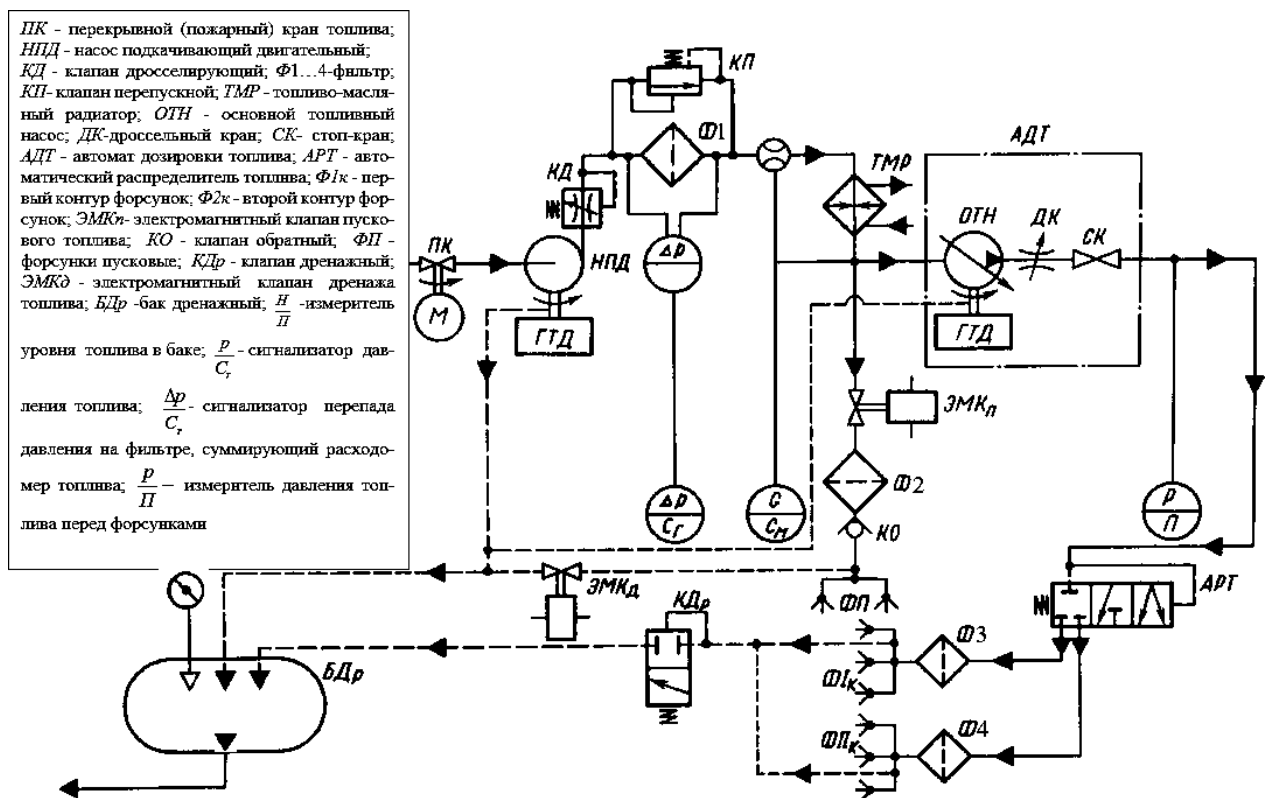 ПК - перекрывной (пожарный) кран топлива;
НПД - насос подкачивающий двигательный;
КД - клапан дросселирующий; Ф1…4-фильтр;
КП- клапан перепускной; ТМР - топливо-масля-
ный радиатор; ОТН - основной топливный
насос; ДК-дроссельный кран; СК- стоп-кран;
АДТ - автомат дозировки топлива; АРТ - авто-
матический распределитель топлива; Ф1к - пер-
вый контур форсунок; Ф2к - второй контур фор-
сунок; ЭМКп- электромагнитный клапан пуско-
вого топлива; КО - клапан обратный; ФП -
форсунки пусковые; КДр - клапан дренажный;
ЭМКд - электромагнитный клапан дренажа
топлива; БДр -бак дренажный; Н/П -измеритель
уровня топлива в баке; р/Ст - сигнализатор дав-
ления топлива; Δр/Ст - сигнализатор перепада
давления на фильтре, суммирующий расходо-
мер топлива; р/П – измеритель давления топ-
лива перед форсунками
КП
Ф1
АДТ
КД
ТМР
ОТН
ДК
СК
ПК
НПД
Δр
М
ГТД
ГТД
ЭМКп
Ф2
Δр
Сг
G
См
Р
П
КО
ЭМКд
КДр
ФП
АРТ
Ф3
БДр
ФIк
ФIIк
Ф4